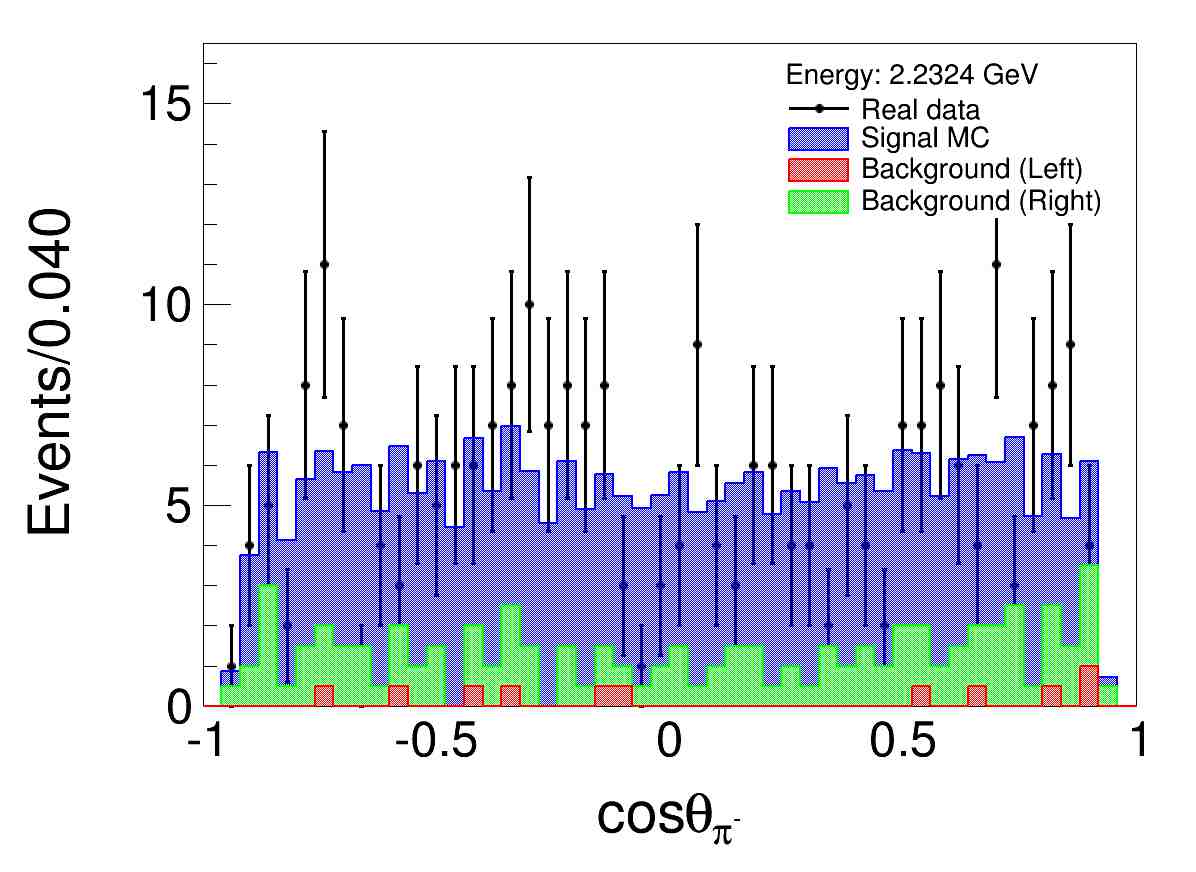 Energy: 2.2324 GeV
Real data
Signal MC
Background (Left)
Background (Right)
Events/0.040
15
10
5
0
-1
-0.5
0
0.5
1
cosθπ-